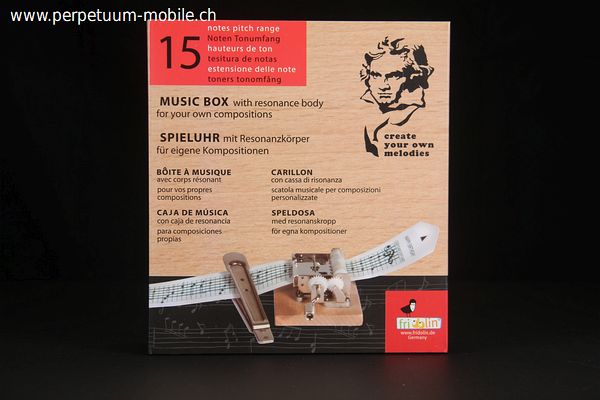 www.perpetuum-mobile.ch
15
notes pitch range
Noten Tonumfang
hauteurs de ton
tesitura de notas
estensione delle note
toners tonomfång
MUSIC BOX with resonance body
for your own compositions
SPIELUHR mit Resonanzkörper
für eigene Kompositionen
create
your own
melodies
BÔITE À MUSIQUE
avec corps résonant
pour vos propres
compositions
CARILLON
con cassa di risonanza
scatola musicale per composizioni
personalizzate
CAJA DE MÚSICA
con caja de resonancia
para composiciones
propias
SPELDOSA
med resonanskropp
för egna kompositioner
fridolin
www.fridolin.de
Germany